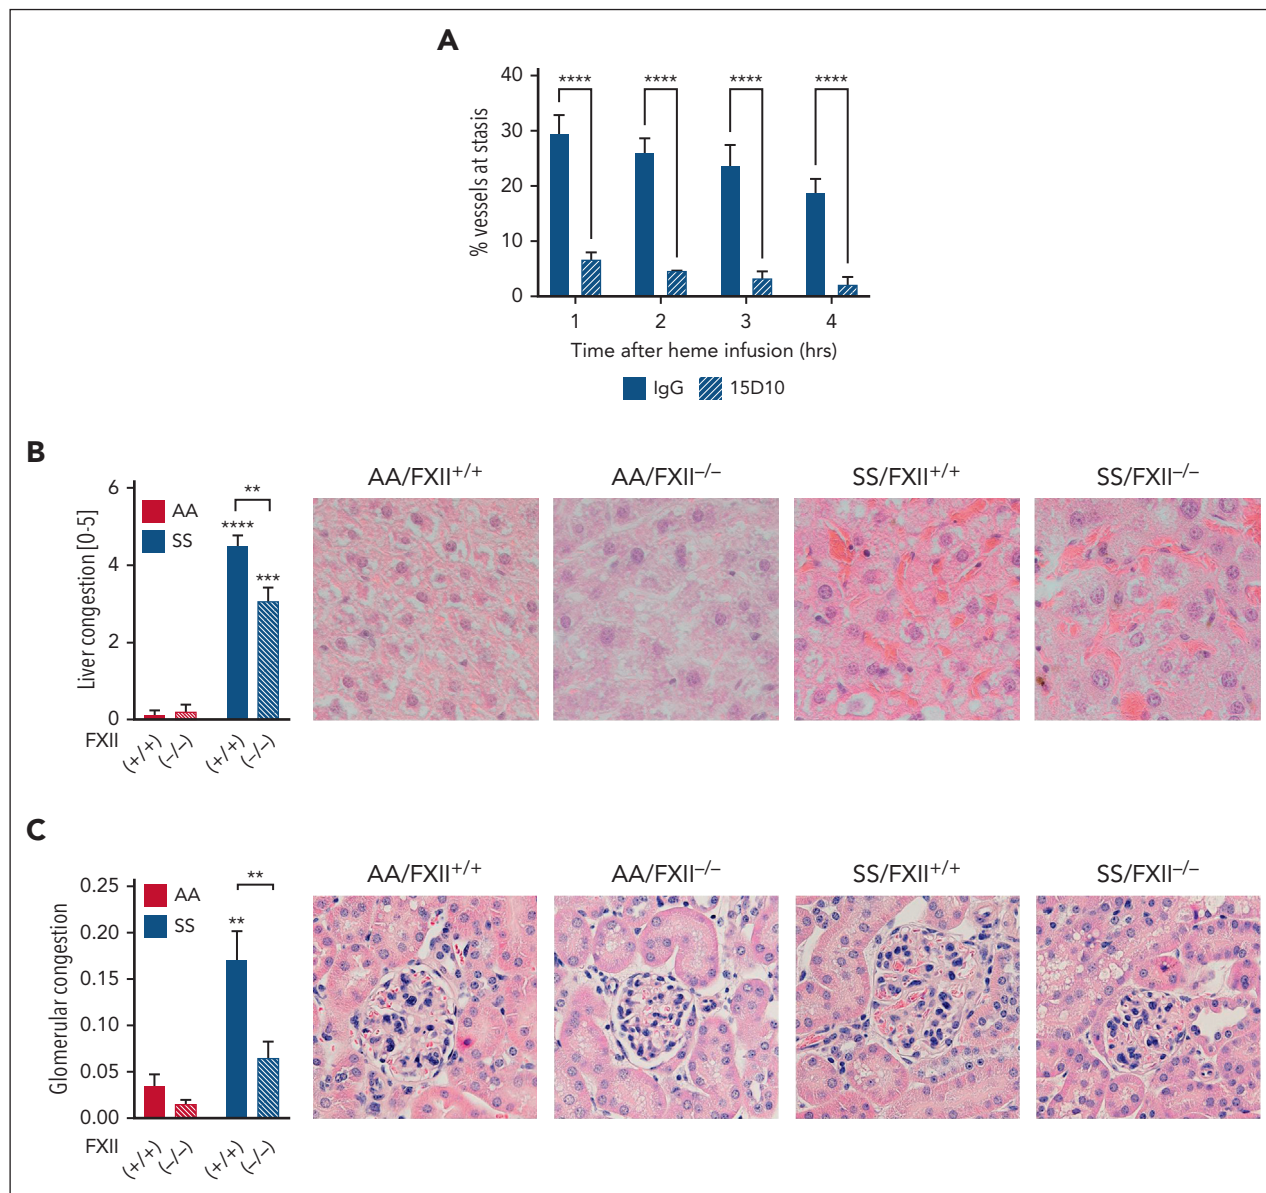 A
% vessels at stasis
40
30
20
10
0
**** **** **** ****
1 2 3 4
Time after heme infusion (hrs)
IgG 15D10
B
Liver congestion [0-5]
6
4
2
0
AA
SS
**
****
***
FXII (+/+) (–/–) (+/+) (–/–)
AA/FXII+/+ AA/FXII–/– SS/FXII+/+ SS/FXII–/–
C
Glomerular congestion
0.25
0.20
0.15
0.10
0.05
0.00
AA
SS
**
**
FXII (+/+) (–/–) (+/+) (–/–)
AA/FXII+/+ AA/FXII–/– SS/FXII+/+ SS/FXII–/–